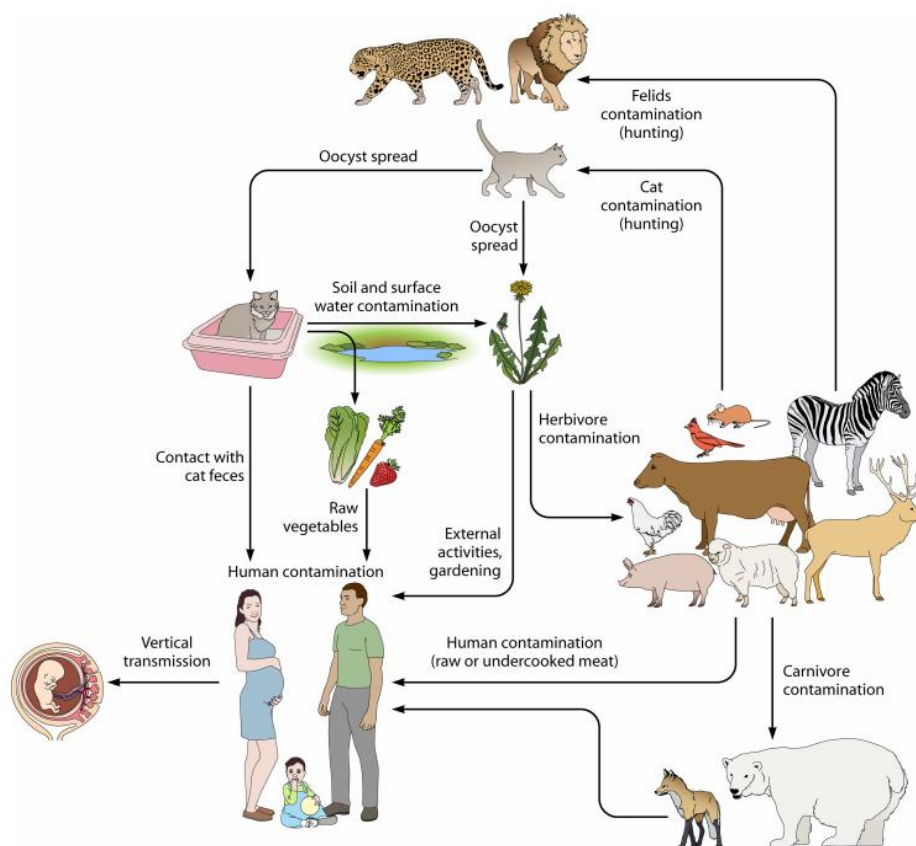 Felids
contamination
(hunting)
Oocyst spread
Cat
contamination
(hunting)
Oocyst
spread
Soil and surface
water contamination
Herbivore
contamination
Contact with
cat feces
Raw
vegetables
External
activities,
gardening
Human contamination
Vertical
transmission
Human contamination
(raw or undercooked meat)
Carnivore
contamination